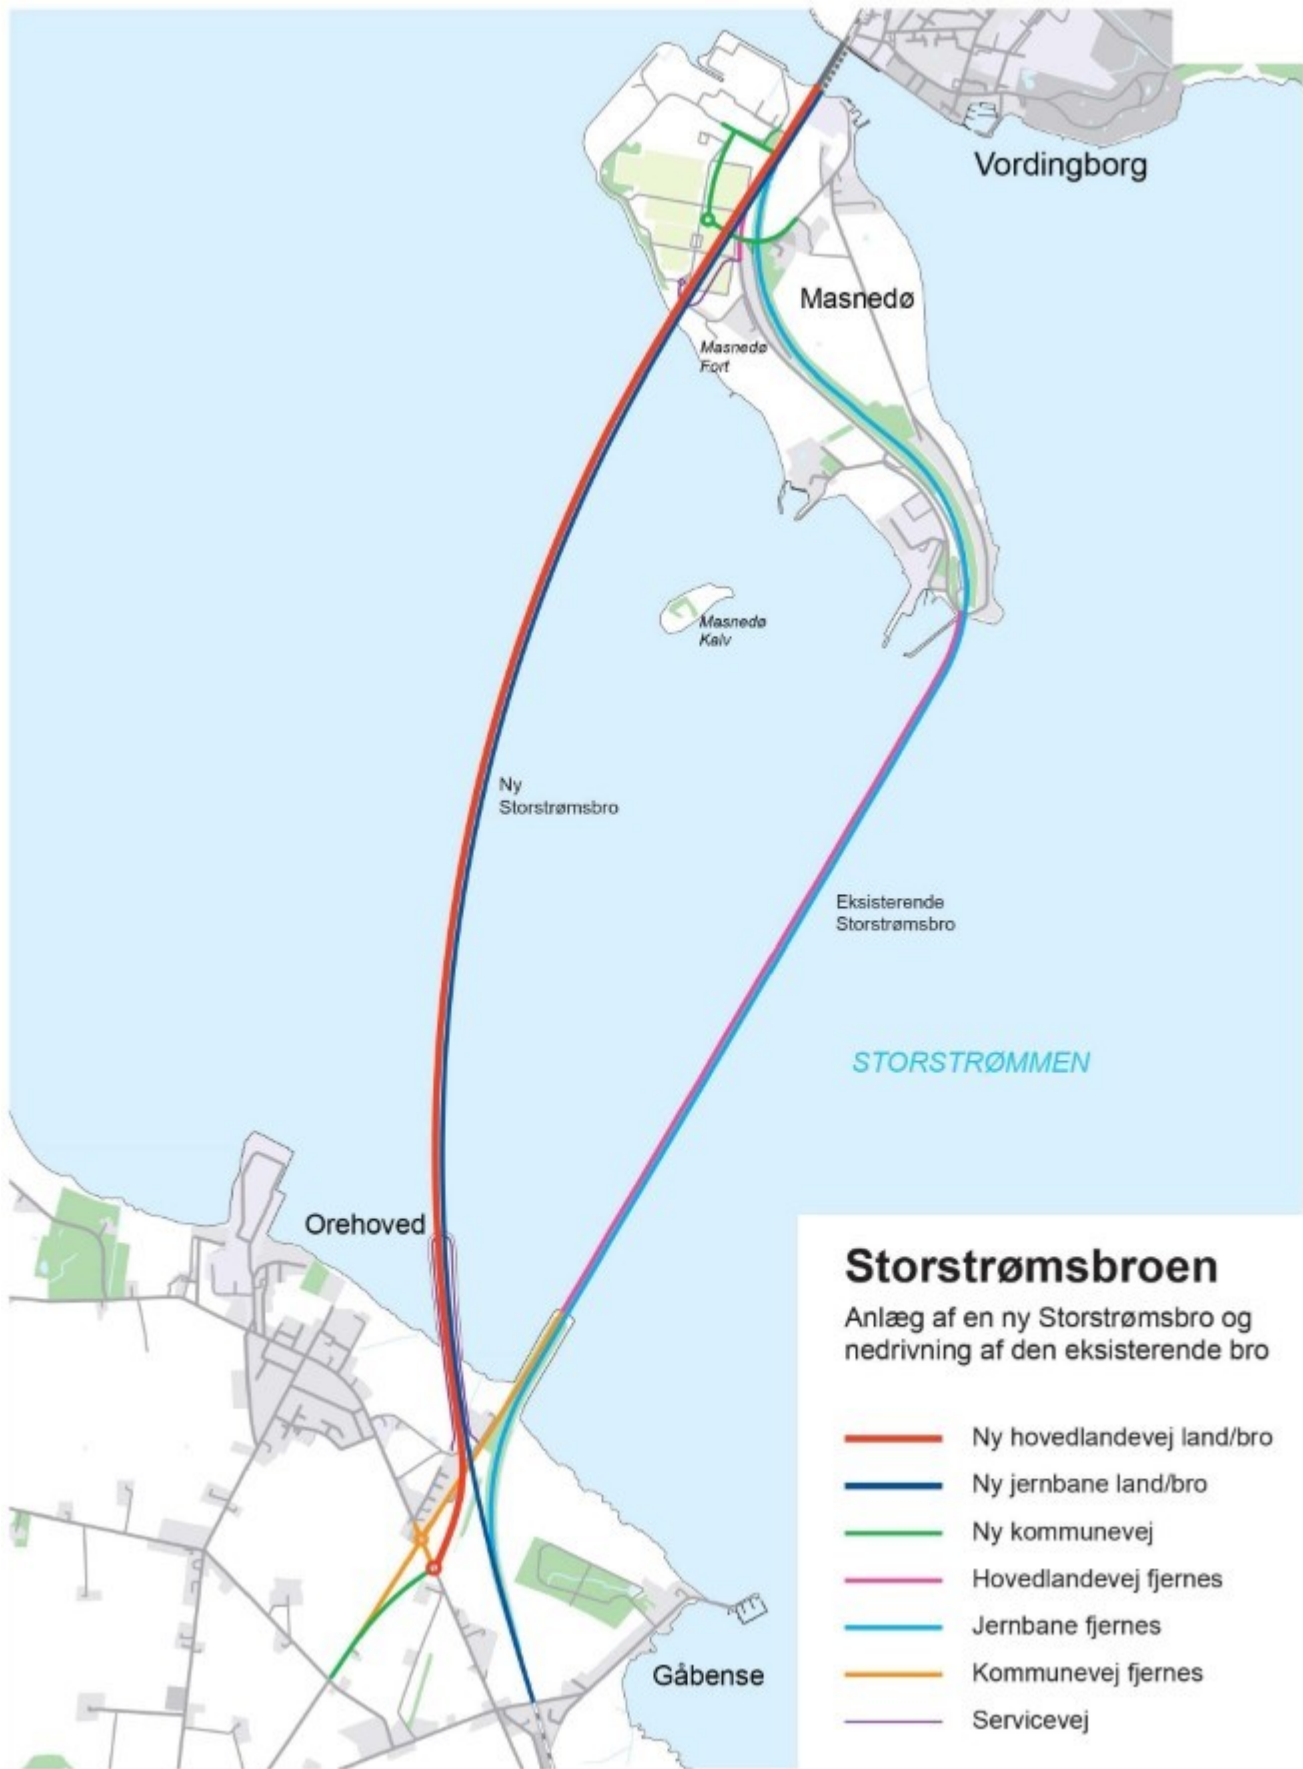 Vordingborg
Masnedø
Masnedø
Fort
Masnedø
Kalv
Ny
Storstrømsbro
Eksisterende
Storstrømsbro
STORSTRØMMEN
Orehoved
Gåbense
Storstrømsbroen
Anlæg af en ny Storstrømsbro og
nedrivning af den eksisterende bro
Ny hovedlandevej land/bro
Ny jernbane land/bro
Ny kommunevej
Hovedlandevej fjernes
Jernbane fjernes
Kommunevej fjernes
Servicevej